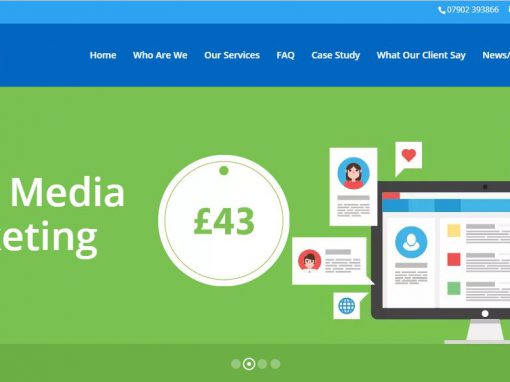 07902 393866
Home Who Are We Our Services FAQ Case Study What Our Client Say News/
Media
keting
£43